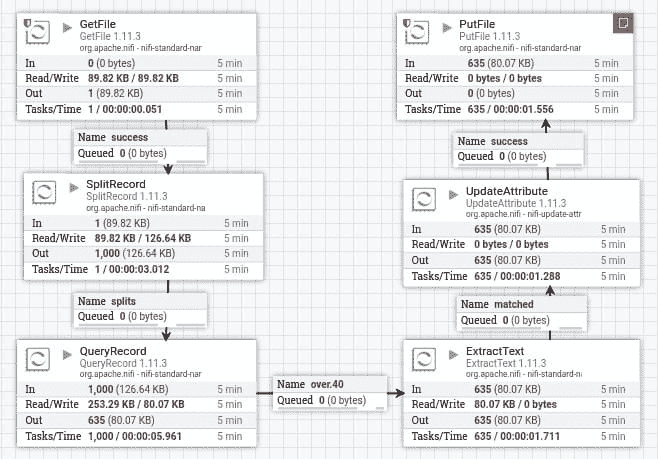 GetFile
GetFile 1.11.3
org.apache.nifi - nifi-standard-nar
In 0 (0 bytes) 5 min
Read/Write 89.82 KB / 89.82 KB 5 min
Out 1 (89.82 KB) 5 min
Tasks/Time 1 / 00:00:00.051 5 min
Name success
Queued 0 (0 bytes)
SplitRecord
SplitRecord 1.11.3
org.apache.nifi - nifi-standard-na
In 1 (89.82 KB) 5 min
Read/Write 89.82 KB / 126.64 KB 5 min
Out 1,000 (126.64 KB) 5 min
Tasks/Time 1 / 00:00:03.012 5 min
Name splits
Queued 0 (0 bytes)
QueryRecord
QueryRecord 1.11.3
org.apache.nifi - nifi-standard-nar
In 1,000 (126.64 KB) 5 min
Read/Write 253.29 KB / 80.07 KB 5 min
Out 635 (80.07 KB) 5 min
Tasks/Time 1,000 / 00:00:05.961 5 min
Name over.40
Queued 0 (0 bytes)
ExtractText
ExtractText 1.11.3
org.apache.nifi - nifi-standard-n
In 635 (80.07 KB) 5 min
Read/Write 80.07 KB / 0 bytes 5 min
Out 635 (80.07 KB) 5 min
Tasks/Time 635 / 00:00:01.711 5 min
Name matched
Queued 0 (0 bytes)
UpdateAttribute
UpdateAttribute 1.11.3
org.apache.nifi - nifi-update-attr
In 635 (80.07 KB) 5 min
Read/Write 0 bytes / 0 bytes 5 min
Out 635 (80.07 KB) 5 min
Tasks/Time 635 / 00:00:01.288 5 min
Name success
Queued 0 (0 bytes)
PutFile
PutFile 1.11.3
org.apache.nifi - nifi-standard-nar
In 635 (80.07 KB) 5 min
Read/Write 0 bytes / 0 bytes 5 min
Out 0 (0 bytes) 5 min
Tasks/Time 635 / 00:00:01.556 5 min